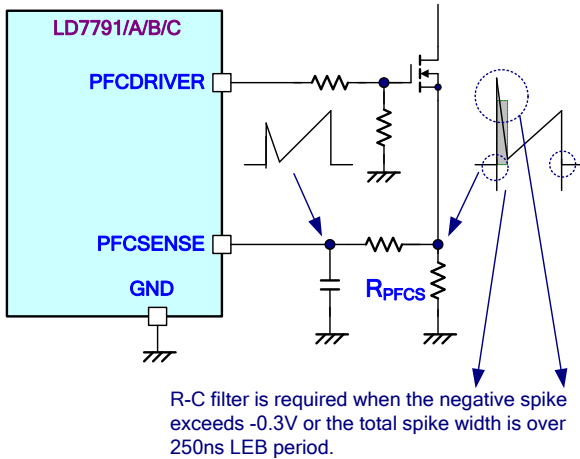 LD7791/A/B/C
PFCDRIVER
PFCSENSE
GND
RPFCS
R-C filter is required when the negative spike
exceeds -0.3V or the total spike width is over
250ns LEB period.